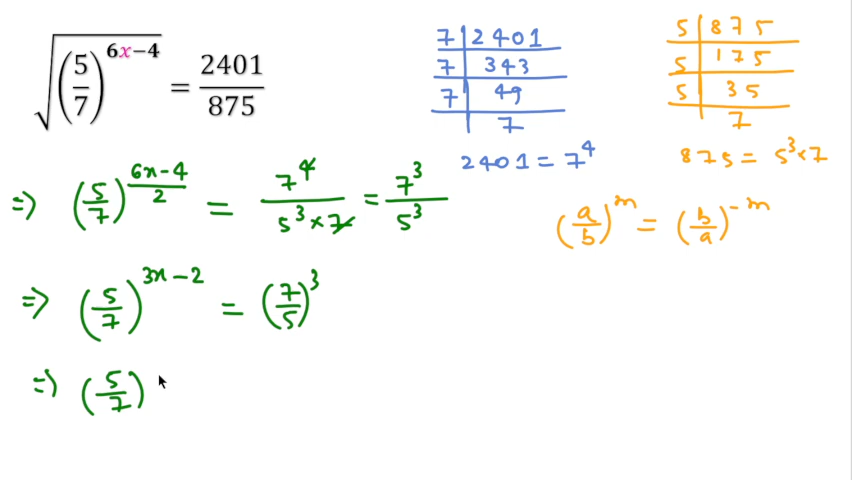 √(5/7)^(6x−4) = 2401/875
7 | 2401
7 | 343
7 | 49
7
2401 = 7^4
5 | 875
5 | 175
5 | 35
7
875 = 5^3 × 7
⇒ (5/7)^((6x−4)/2) = 7^4/(5^3 × 7) = 7^3/5^3
(a/b)^m = (b/a)^−m
⇒ (5/7)^(3x−2) = (7/5)^3
⇒ (5/7)